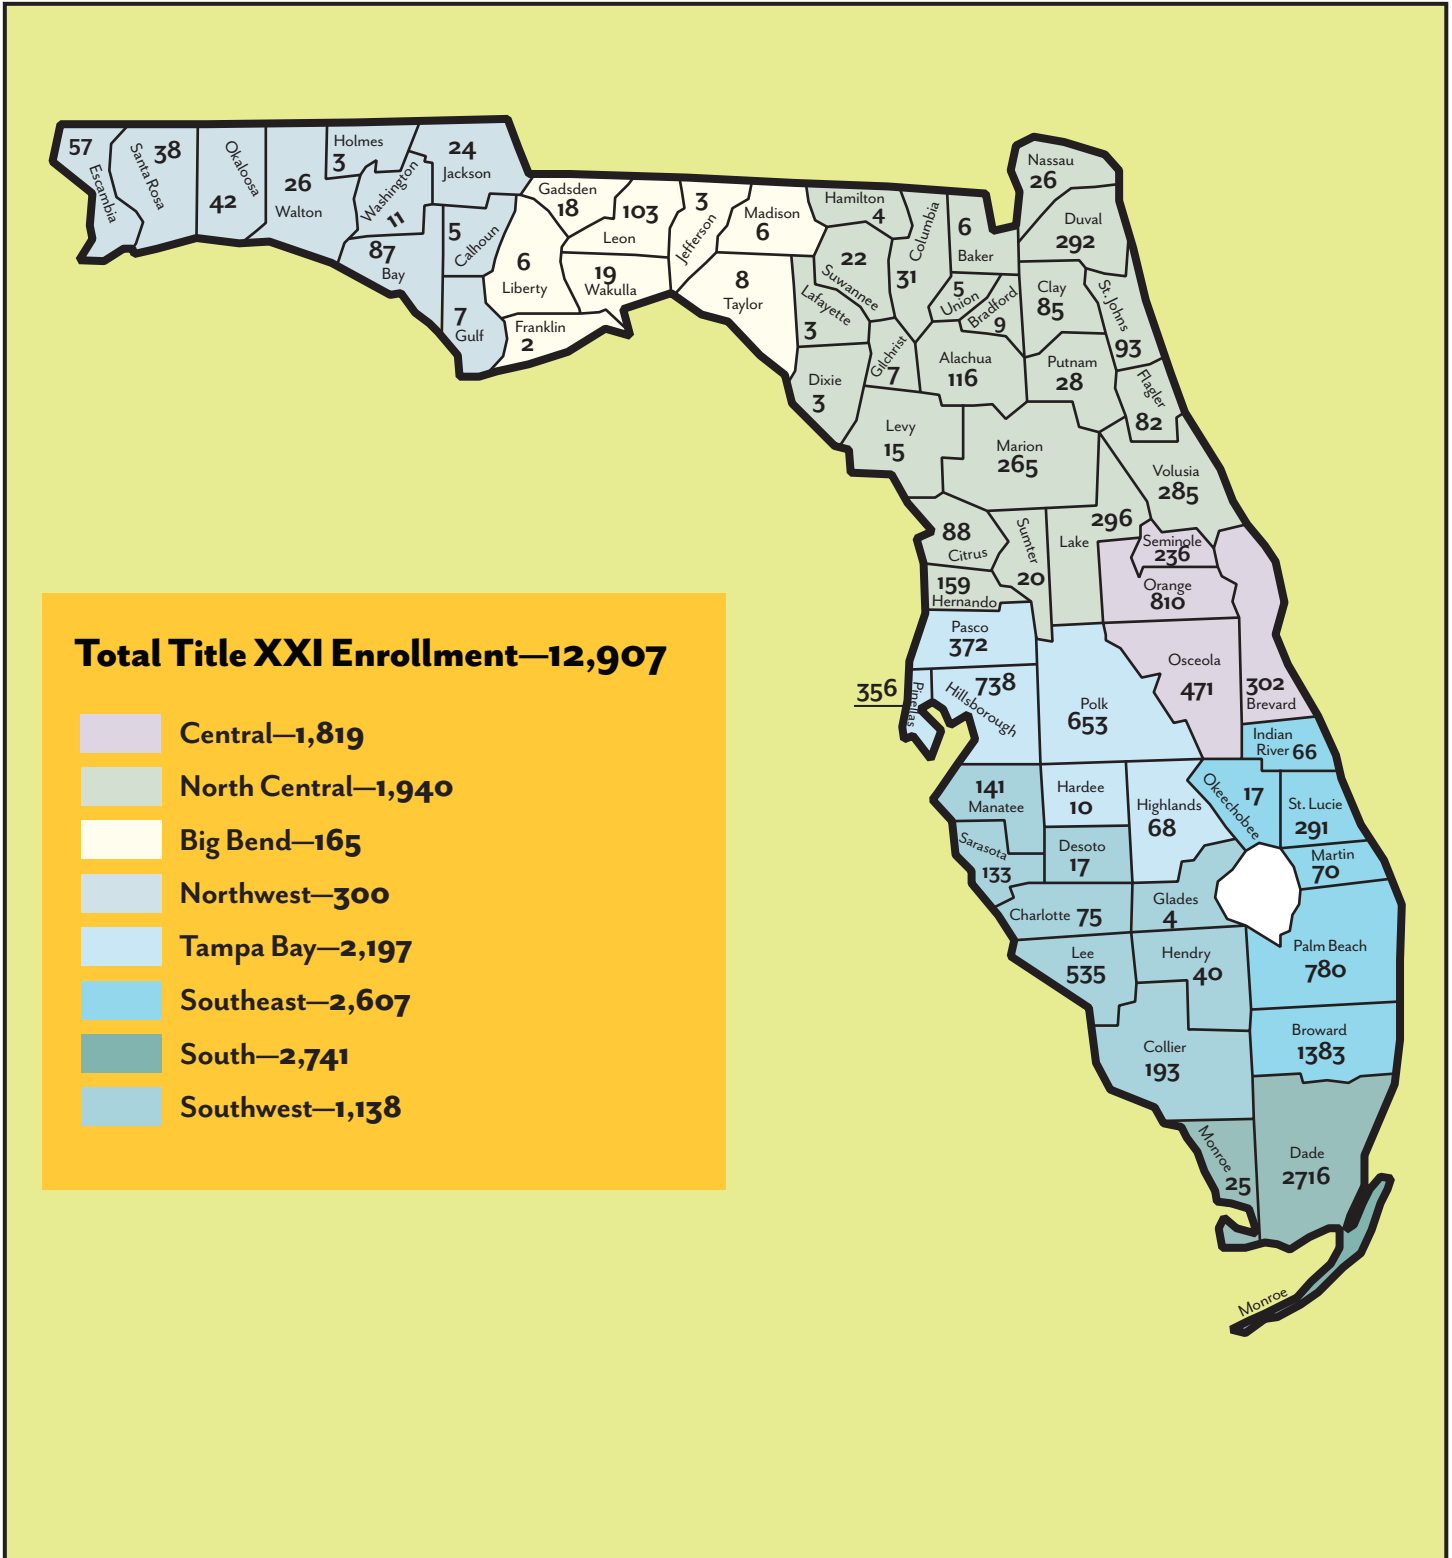 57
Escambia
38
Santa Rosa
Okaloosa
42
26
Walton
Holmes
3
Washington
11
24
Jackson
87
Bay
5
Calhoun
7
Gulf
Gadsden
18
103
Leon
6
Liberty
19
Wakulla
Franklin
2
3
Jefferson
Madison
6
8
Taylor
Hamilton
4
22
Suwannee
Lafayette
3
Columbia
31
6
Baker
Nassau
26
Duval
292
5
Union
Bradford
9
Clay
85
St. Johns
93
Dixie
3
Gilchrist
7
Alachua
116
Putnam
28
Flagler
82
Levy
15
Marion
265
Volusia
285
88
Citrus
Sumter
20
296
Lake
Seminole
236
159
Hernando
Orange
810
Pasco
372
Osceola
471
302
Brevard
356
Pinellas
738
Hillsborough
Polk
653
Indian
River 66
141
Manatee
Hardee
10
Highlands
68
Okeechobee
17
St. Lucie
291
Sarasota
133
Desoto
17
Martin
70
Charlotte 75
Glades
4
Lee
535
Hendry
40
Palm Beach
780
Collier
193
Broward
1383
Monroe
25
Dade
2716
Monroe
Total Title XXI Enrollment—12,907
Central—1,819
North Central—1,940
Big Bend—165
Northwest—300
Tampa Bay—2,197
Southeast—2,607
South—2,741
Southwest—1,138